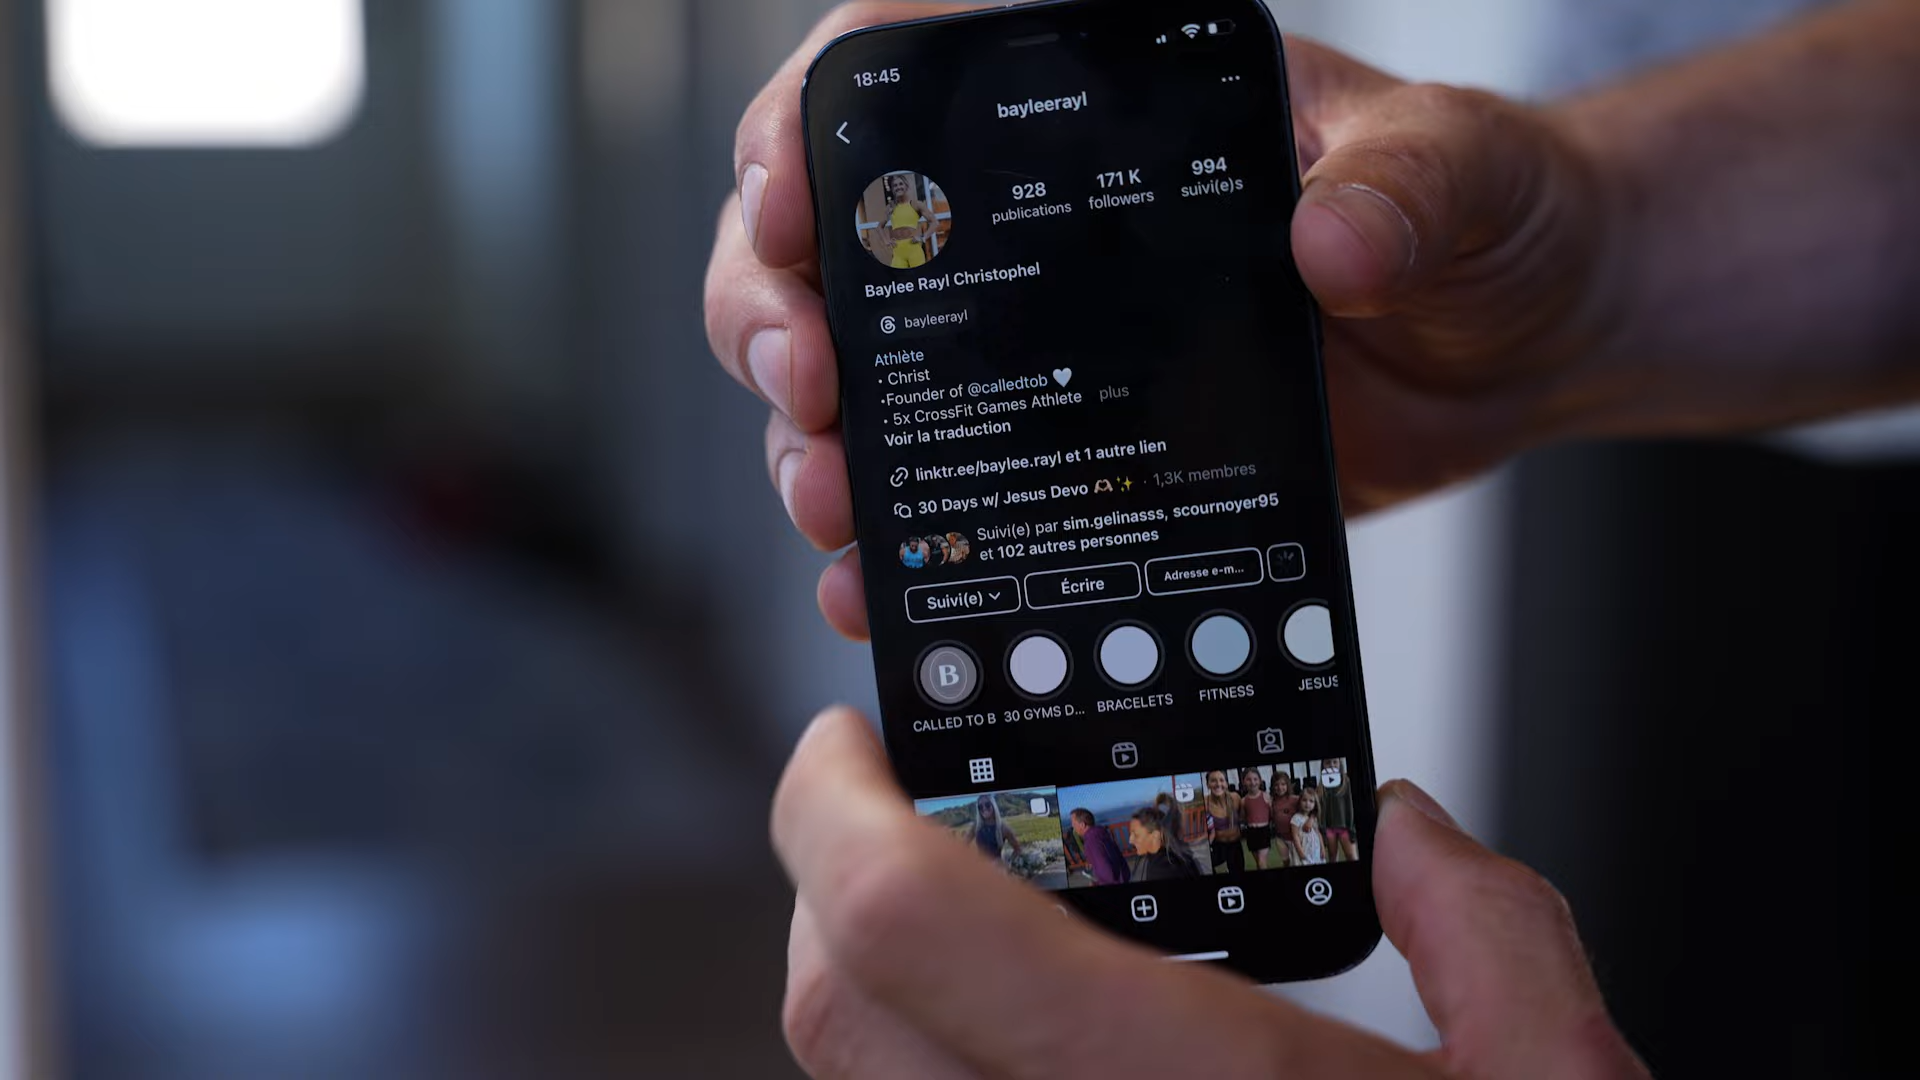 18:45
bayleerayl
928
publications
171 K
followers
994
suivi(e)s
Baylee Rayl Christophel
bayleerayl
Athlète
• Christ
•Founder of @calledtob 🤍
• 5x CrossFit Games Athlete plus
Voir la traduction
linktr.ee/baylee.rayl et 1 autre lien
30 Days w/ Jesus Devo 🫶🏼✨ · 1,3K membres
Suivi(e) par sim.gelinasss, scournoyer95
et 102 autres personnes
Suivi(e)
Écrire
Adresse e-m...
B
CALLED TO B
30 GYMS D...
BRACELETS
FITNESS
JESUS